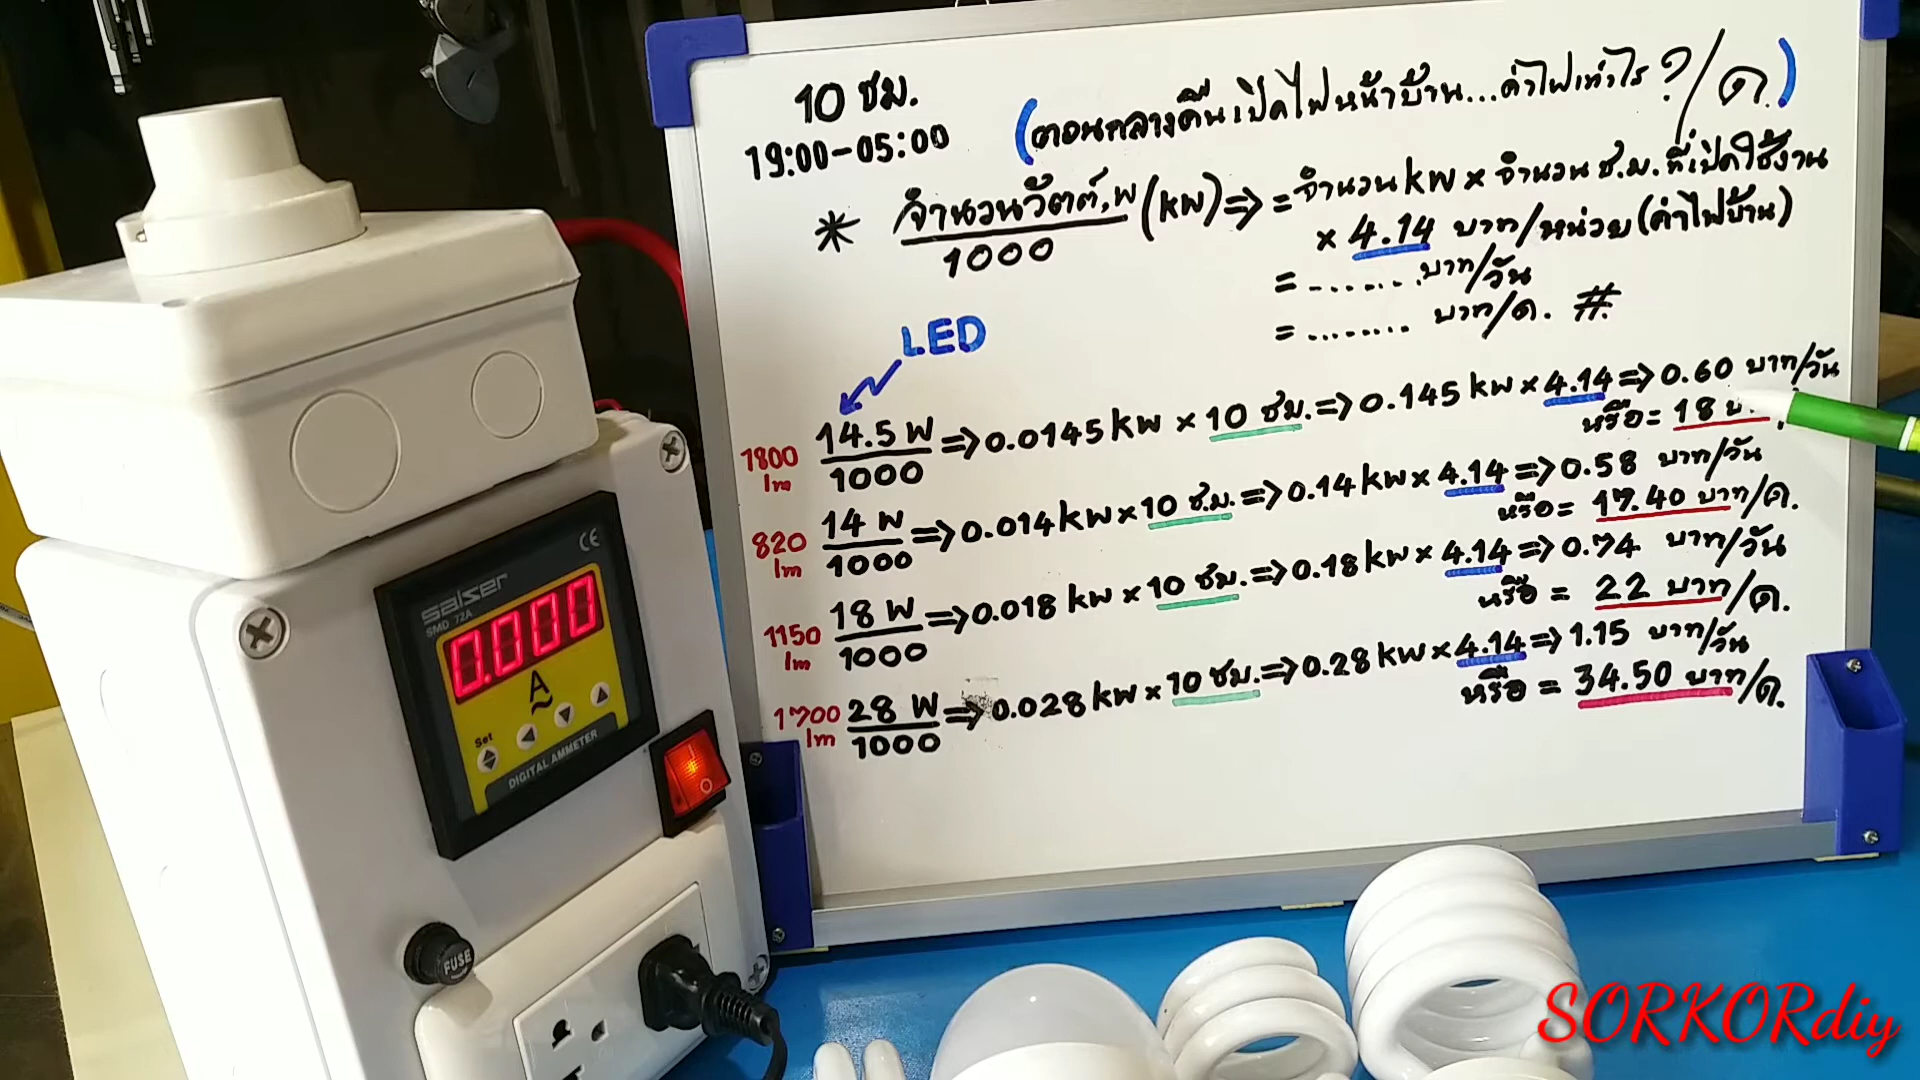 10 ชม.
19:00-05:00
(ตอนกลางคืนเปิดไฟหน้าบ้าน...ค่าไฟเท่าไร ?/ด.)
* จำนวนวัตต์,W/1000 (kW) => = จำนวน kW x จำนวน ช.ม. ที่เปิดใช้งาน
x 4.14 บาท/หน่วย (ค่าไฟบ้าน)
= ........ บาท/วัน
= ........ บาท/ด. #
LED
1800 lm 14.5 W/1000 => 0.0145 kW x 10 ชม. => 0.145 kW x 4.14 => 0.60 บาท/วัน
หรือ = 18 บ.
820 lm 14 W/1000 => 0.014 kW x 10 ช.ม. => 0.14 kW x 4.14 => 0.58 บาท/วัน
หรือ = 17.40 บาท/ด.
1150 lm 18 W/1000 => 0.018 kW x 10 ชม. => 0.18 kW x 4.14 => 0.74 บาท/วัน
หรือ = 22 บาท/ด.
1700 lm 28 W/1000 => 0.028 kW x 10 ชม. => 0.28 kW x 4.14 => 1.15 บาท/วัน
หรือ = 34.50 บาท/ด.
CE
salzer
SMD 72A
0.000
A
Set
DIGITAL AMMETER
FUSE
SORKORdiy